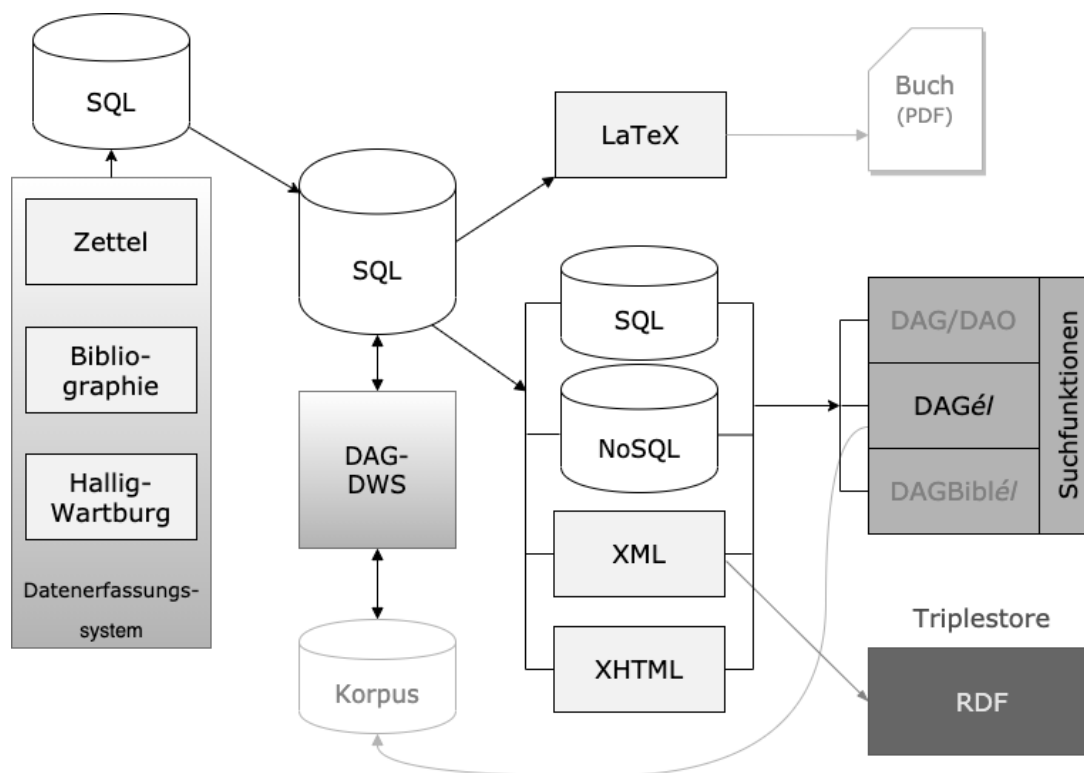 SQL
Zettel
Biblio-
graphie
Hallig-
Wartburg
Datenerfassungs-
system
SQL
DAG-
DWS
Korpus
LaTeX
Buch
(PDF)
SQL
NoSQL
XML
XHTML
DAG/DAO
DAGél
DAGBiblél
Suchfunktionen
Triplestore
RDF